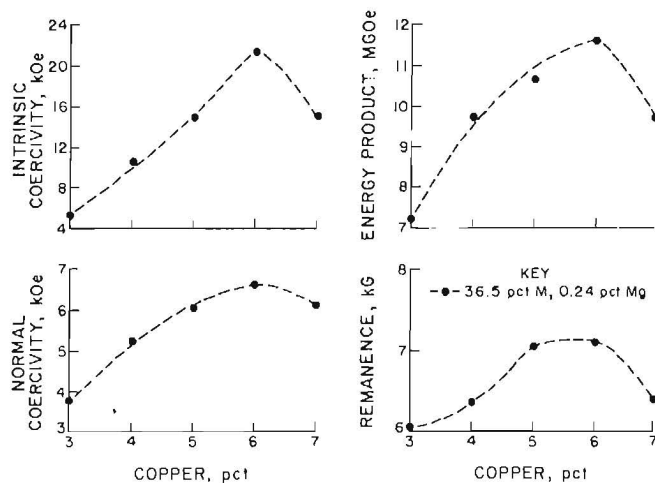 INTRINSIC
COERCIVITY, kOe
24
20
16
12
8
4
ENERGY PRODUCT, MGOe
12
11
10
9
8
7
NORMAL
COERCIVITY, kOe
7
6
5
4
3
3 4 5 6 7
COPPER, pct
REMANENCE, kG
8
7
6
KEY
36.5 pct M, 0.24 pct Mg
3 4 5 6 7
COPPER, pct